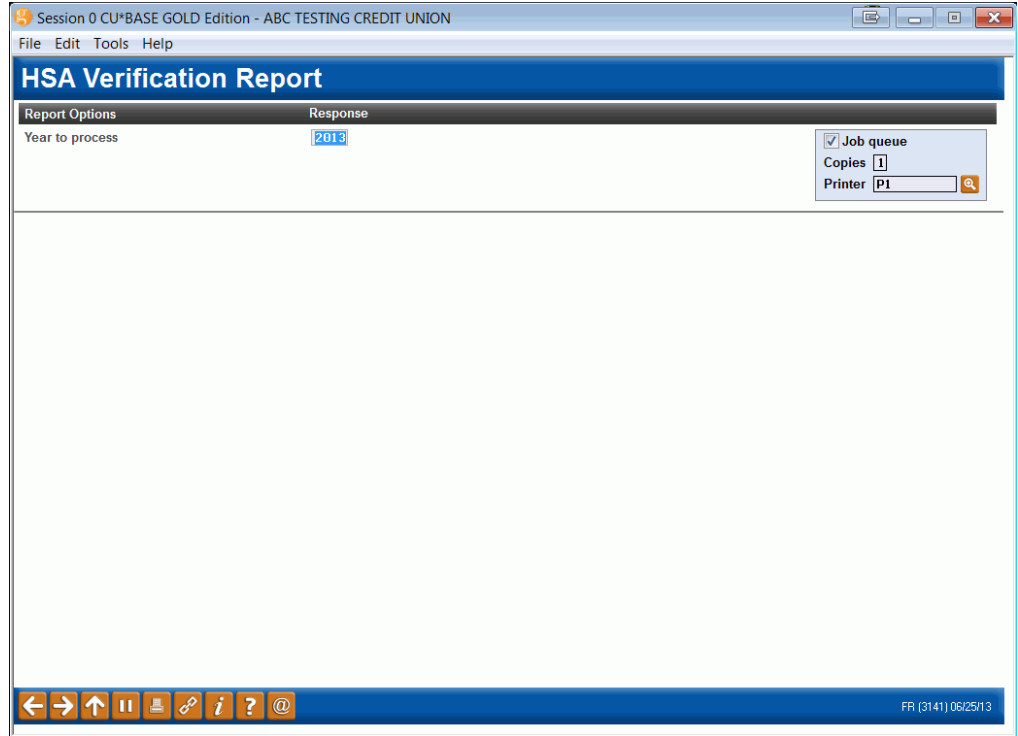 Session 0 CU*BASE GOLD Edition - ABC TESTING CREDIT UNION
File Edit Tools Help
HSA Verification Report
Report Options Response
Year to process 2013
Job queue
Copies 1
Printer P1
FR (3141) 06/25/13